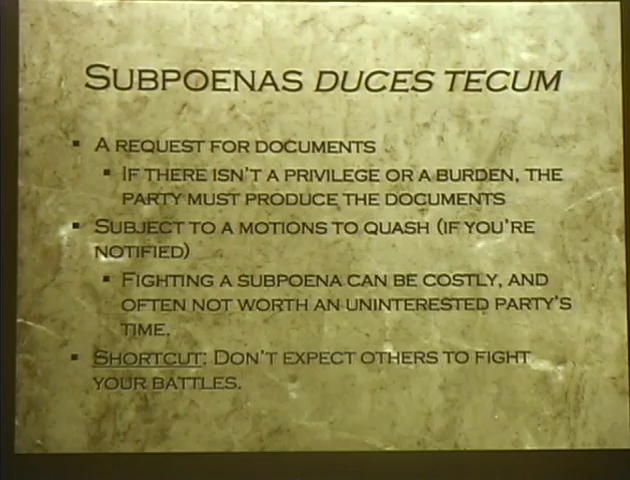 SUBPOENAS DUCES TECUM
▪ A REQUEST FOR DOCUMENTS
▪ IF THERE ISN'T A PRIVILEGE OR A BURDEN, THE
PARTY MUST PRODUCE THE DOCUMENTS
▪ SUBJECT TO A MOTIONS TO QUASH (IF YOU'RE
NOTIFIED)
▪ FIGHTING A SUBPOENA CAN BE COSTLY, AND
OFTEN NOT WORTH AN UNINTERESTED PARTY'S
TIME.
▪ SHORTCUT: DON'T EXPECT OTHERS TO FIGHT
YOUR BATTLES.